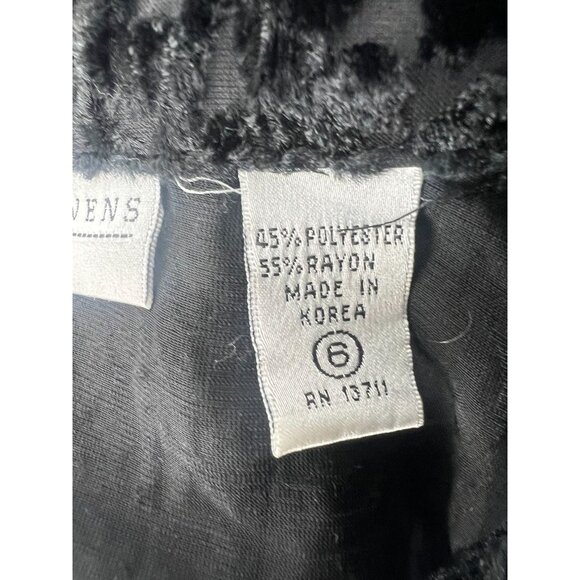 VENS
45% POLYESTER
55% RAYON
MADE IN
KOREA
6
RN 13711